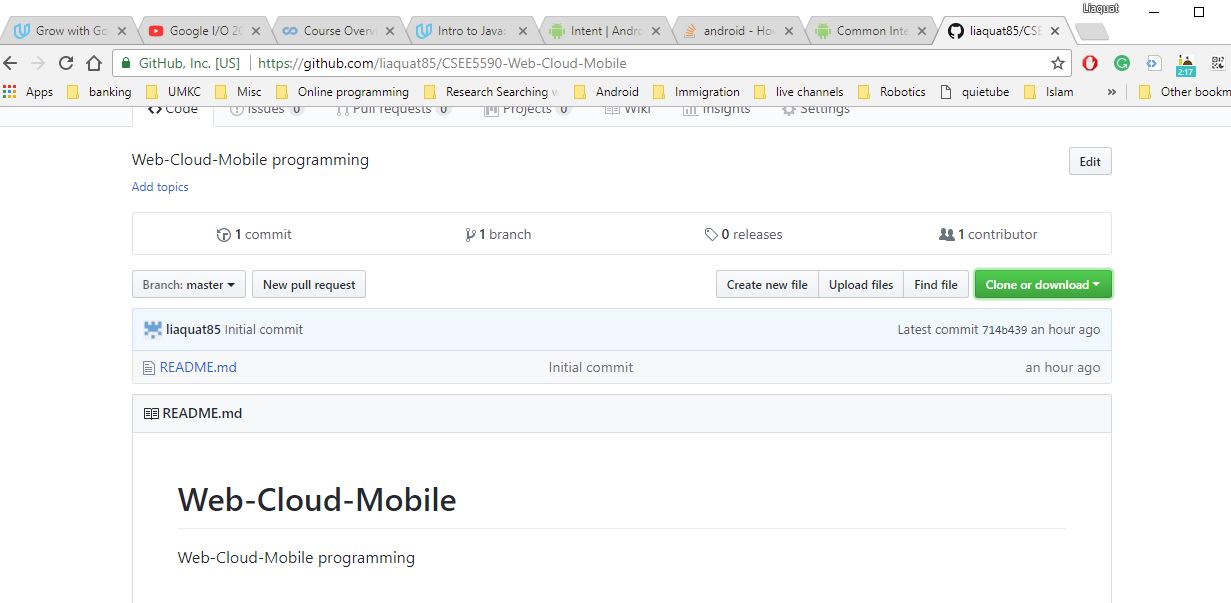 Liaquat
Grow with Go Google I/O 20 Course Overvi Intro to Javas Intent | Andro android - Ho Common Inte liaquat85/CSE
GitHub, Inc. [US] | https://github.com/liaquat85/CSEE5590-Web-Cloud-Mobile
2:17
Apps banking UMKC Misc Online programming Research Searching w Android Immigration live channels Robotics quietube Islam » Other bookm
<> Code Issues 0 Pull requests 0 Projects 0 Wiki Insights Settings
Web-Cloud-Mobile programming Edit
Add topics
1 commit 1 branch 0 releases 1 contributor
Branch: master New pull request Create new file Upload files Find file Clone or download
liaquat85 Initial commit Latest commit 714b439 an hour ago
README.md Initial commit an hour ago
README.md
Web-Cloud-Mobile
Web-Cloud-Mobile programming